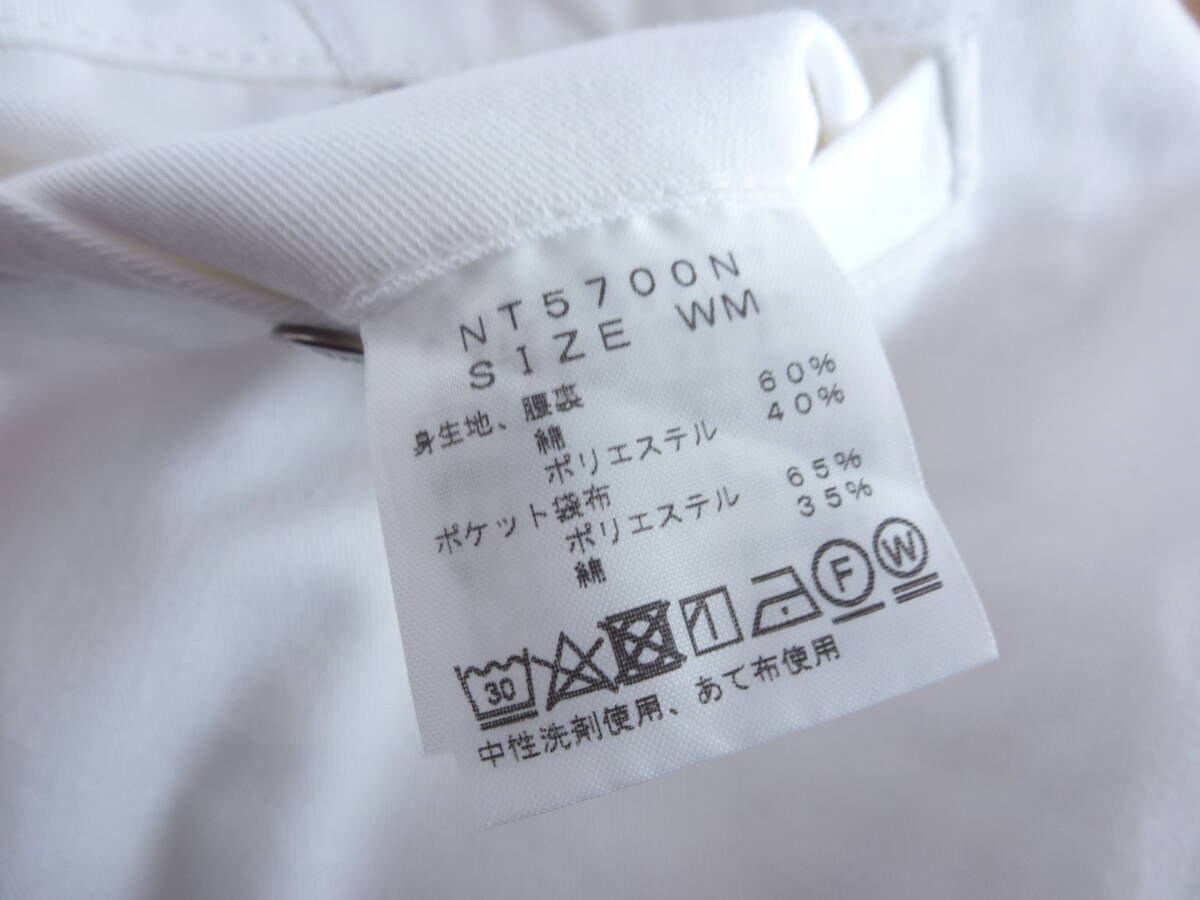 NT5700N
SIZE WM
身生地、腰裏
綿 60%
ポリエステル 40%
ポケット袋布
ポリエステル 65%
綿 35%
30 F W
中性洗剤使用、あて布使用